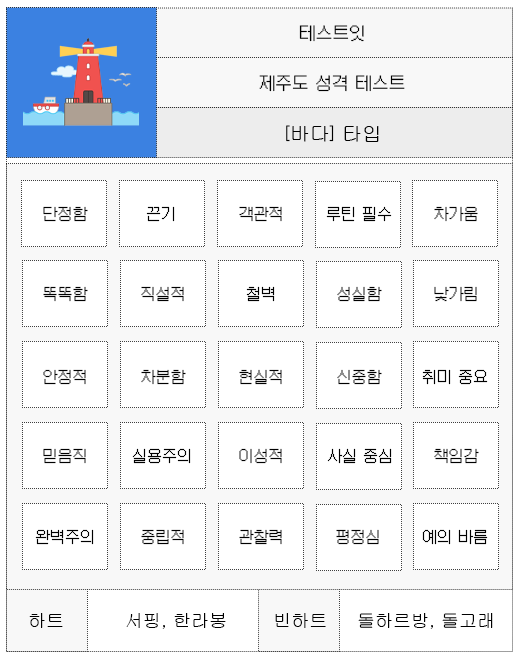 테스트잇
제주도 성격 테스트
[바다] 타입
단정함 끈기 객관적 루틴 필수 차가움
똑똑함 직설적 철벽 성실함 낯가림
안정적 차분함 현실적 신중함 취미 중요
믿음직 실용주의 이성적 사실 중심 책임감
완벽주의 중립적 관찰력 평정심 예의 바름
하트 서핑, 한라봉 빈하트 돌하르방, 돌고래